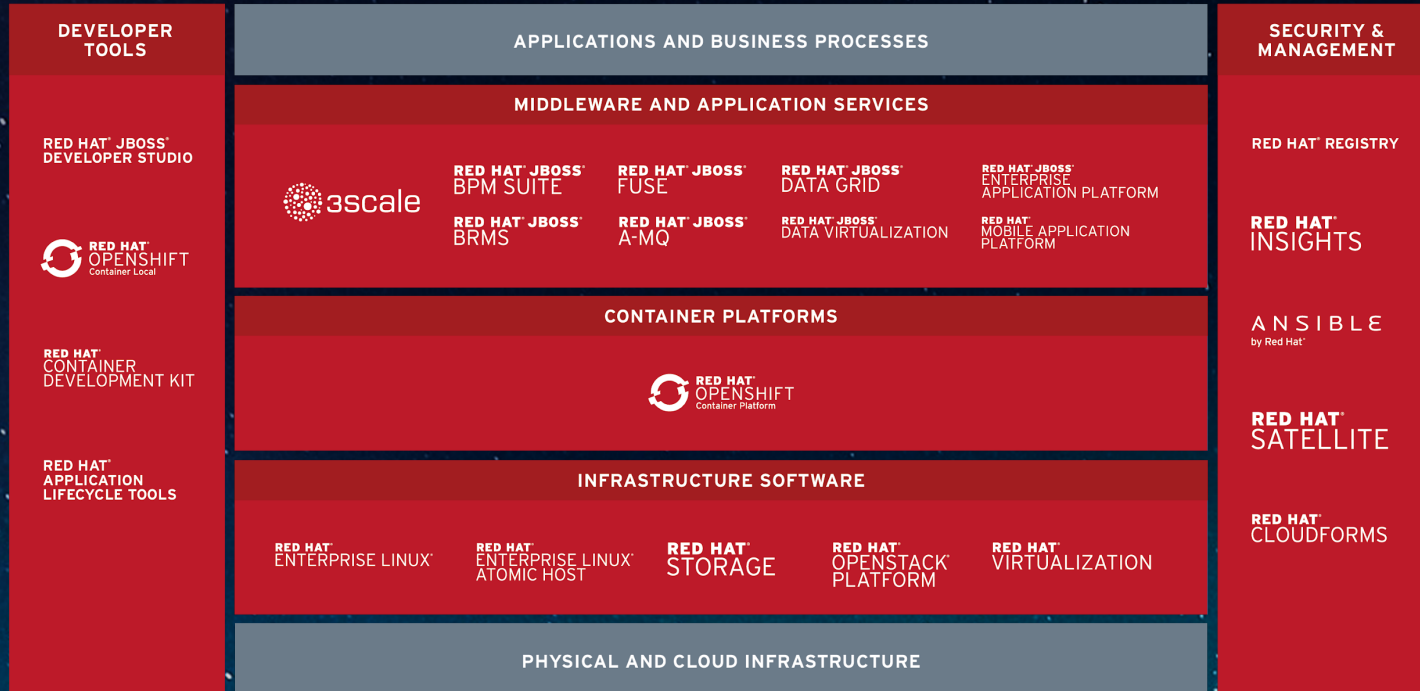 DEVELOPER
TOOLS
RED HAT® JBOSS®
DEVELOPER STUDIO
RED HAT®
OPENSHIFT
Container Local
RED HAT®
CONTAINER
DEVELOPMENT KIT
RED HAT®
APPLICATION
LIFECYCLE TOOLS
APPLICATIONS AND BUSINESS PROCESSES
MIDDLEWARE AND APPLICATION SERVICES
3scale
RED HAT® JBOSS®
BPM SUITE
RED HAT® JBOSS®
FUSE
RED HAT® JBOSS®
DATA GRID
RED HAT® JBOSS®
ENTERPRISE
APPLICATION PLATFORM
RED HAT® JBOSS®
BRMS
RED HAT® JBOSS®
A-MQ
RED HAT® JBOSS®
DATA VIRTUALIZATION
RED HAT®
MOBILE APPLICATION
PLATFORM
CONTAINER PLATFORMS
RED HAT®
OPENSHIFT
Container Platform
INFRASTRUCTURE SOFTWARE
RED HAT®
ENTERPRISE LINUX®
RED HAT®
ENTERPRISE LINUX®
ATOMIC HOST
RED HAT®
STORAGE
RED HAT®
OPENSTACK®
PLATFORM
RED HAT®
VIRTUALIZATION
PHYSICAL AND CLOUD INFRASTRUCTURE
SECURITY &
MANAGEMENT
RED HAT® REGISTRY
RED HAT®
INSIGHTS
ANSIBLE
by Red Hat®
RED HAT®
SATELLITE
RED HAT®
CLOUDFORMS